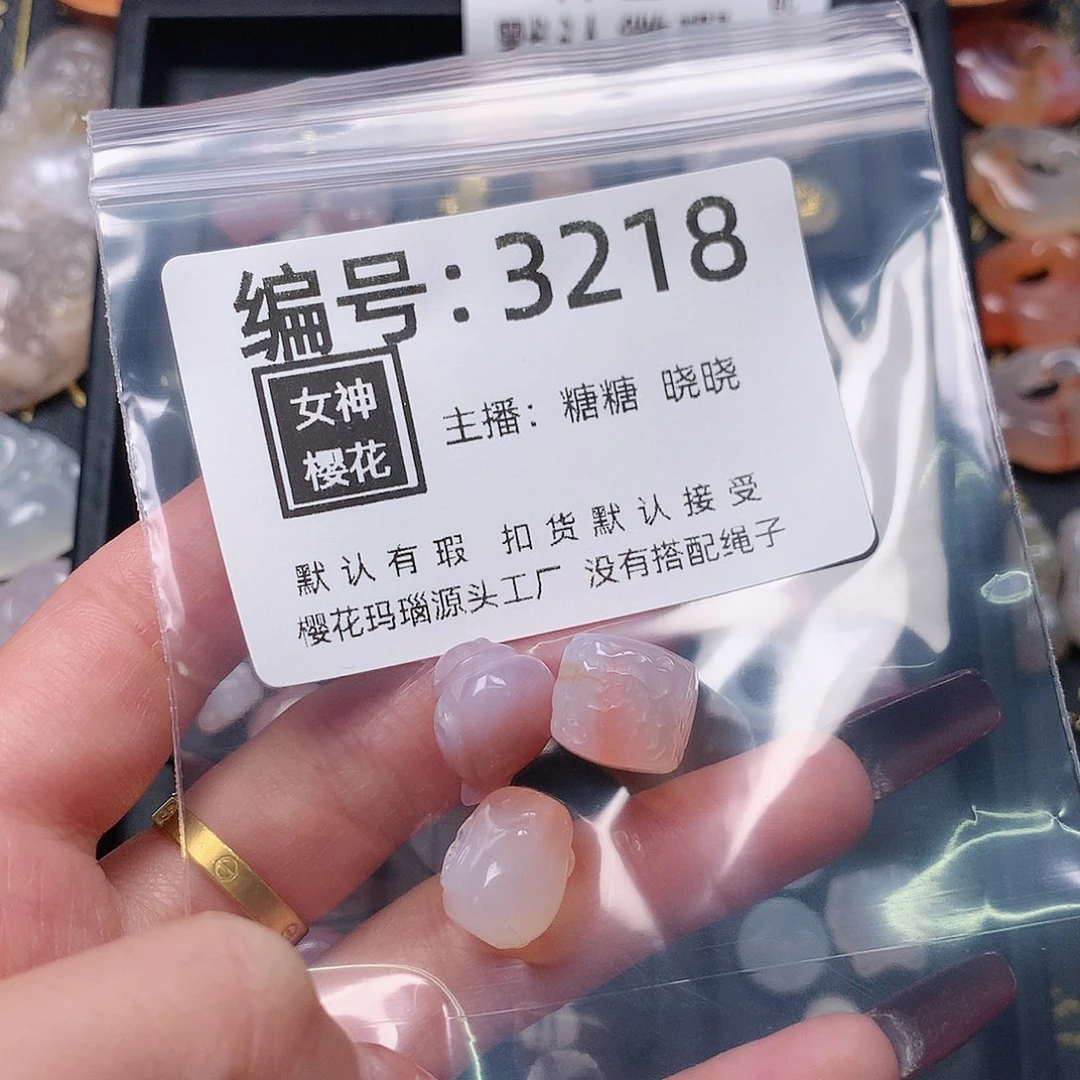 编号：3218
女神
樱花
主播：糖糖 晓晓
默认有瑕 扣货默认接受
樱花玛瑙源头工厂 没有搭配绳子